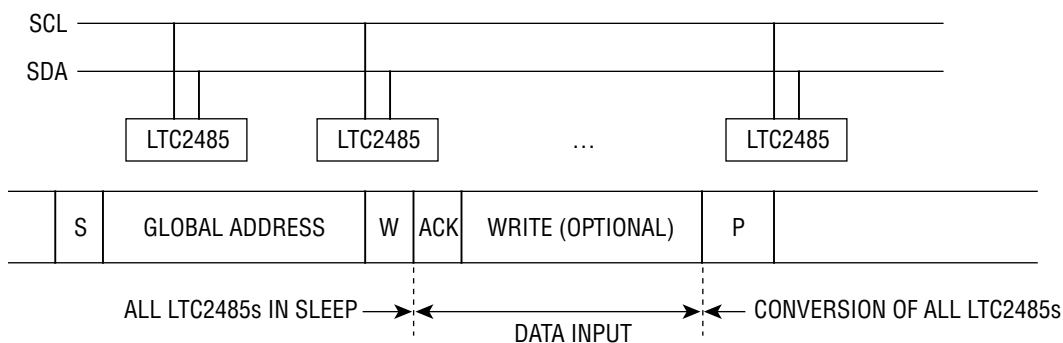 SCL
SDA
LTC2485 LTC2485 … LTC2485
S GLOBAL ADDRESS W ACK WRITE (OPTIONAL) P
ALL LTC2485s IN SLEEP DATA INPUT CONVERSION OF ALL LTC2485s